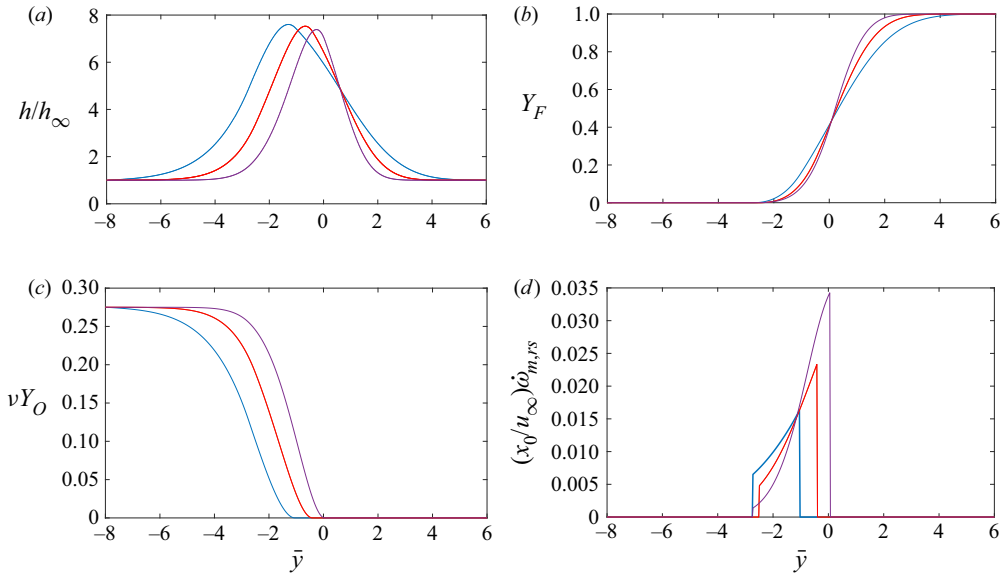 (a)
8
6
4
2
0
h/h∞
−8 −6 −4 −2 0 2 4 6
(b)
1.0
0.8
0.6
0.4
0.2
0
Y_F
−8 −6 −4 −2 0 2 4 6
(c)
0.30
0.25
0.20
0.15
0.10
0.05
0
νY_O
−8 −6 −4 −2 0 2 4 6
ȳ
(d)
0.035
0.030
0.025
0.020
0.015
0.010
0.005
0
(x₀/u∞)ω̇_{m,rs}
−8 −6 −4 −2 0 2 4 6
ȳ